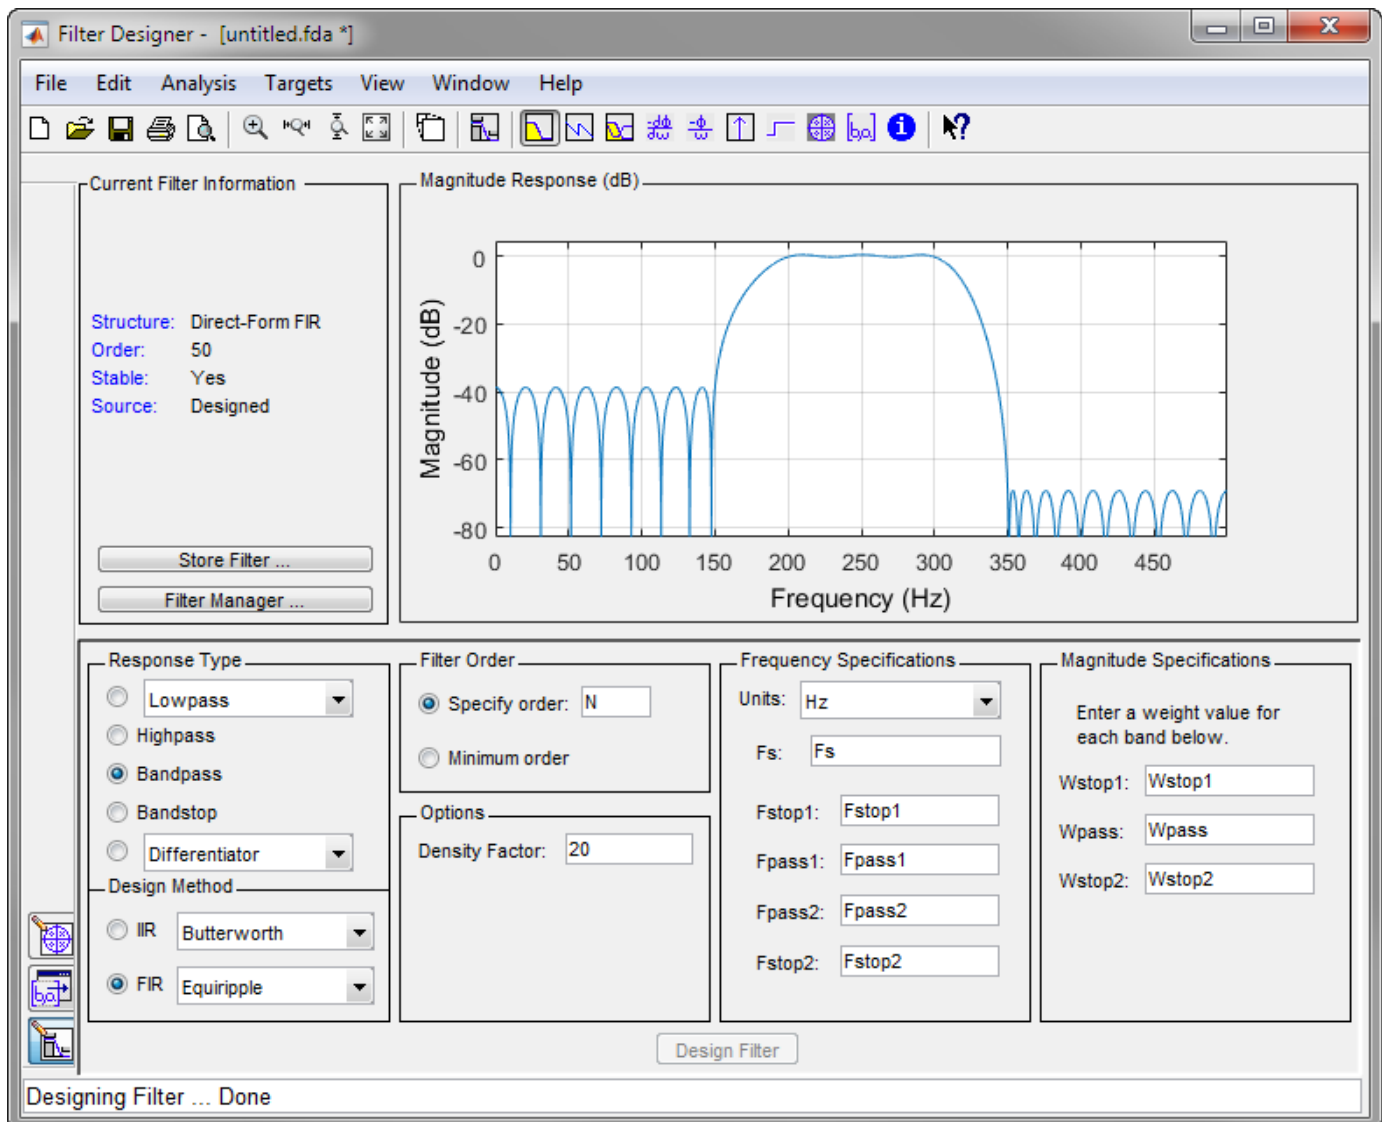 Filter Designer - [untitled.fda *]
File Edit Analysis Targets View Window Help
Current Filter Information
Structure: Direct-Form FIR
Order: 50
Stable: Yes
Source: Designed
Store Filter ...
Filter Manager ...
Magnitude Response (dB)
Magnitude (dB)
0
-20
-40
-60
-80
0 50 100 150 200 250 300 350 400 450
Frequency (Hz)
Response Type
Lowpass
Highpass
Bandpass
Bandstop
Differentiator
Design Method
IIR Butterworth
FIR Equiripple
Filter Order
Specify order: N
Minimum order
Options
Density Factor: 20
Frequency Specifications
Units: Hz
Fs: Fs
Fstop1: Fstop1
Fpass1: Fpass1
Fpass2: Fpass2
Fstop2: Fstop2
Magnitude Specifications
Enter a weight value for
each band below.
Wstop1: Wstop1
Wpass: Wpass
Wstop2: Wstop2
Design Filter
Designing Filter ... Done